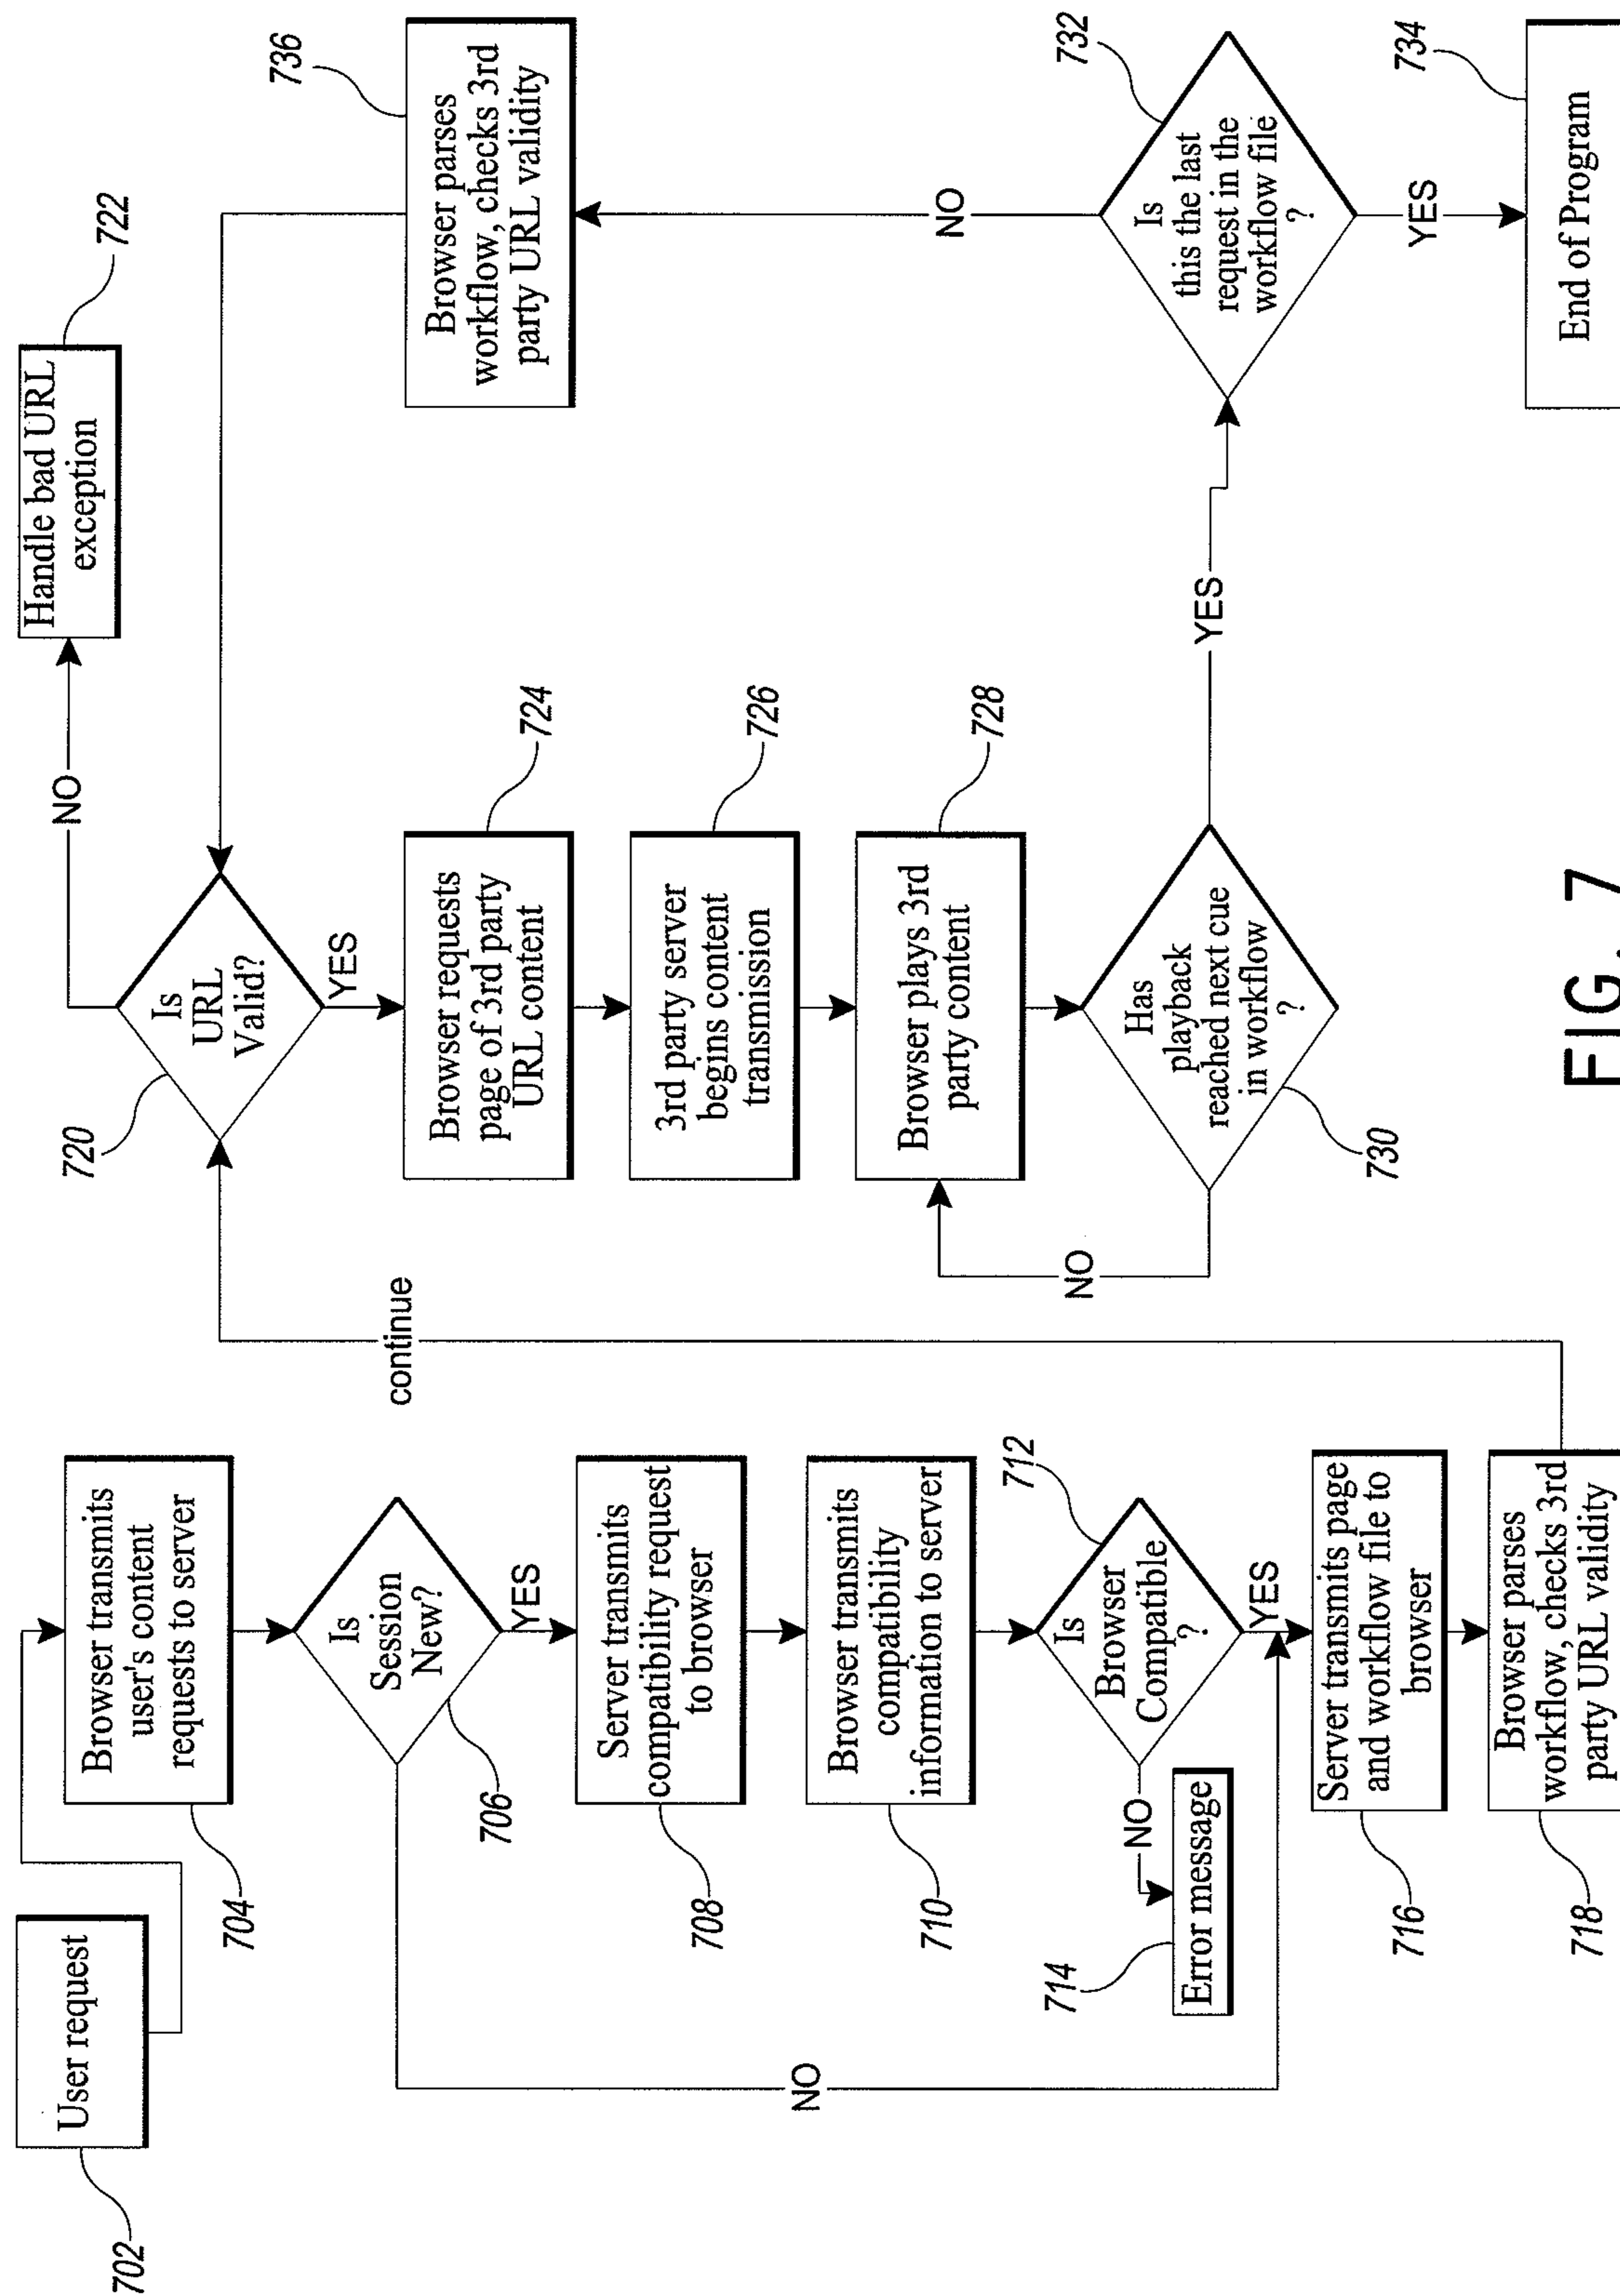 702
User request
704
Browser transmits
user's content
requests to server
706
Is
Session
New?
YES
NO
708
Server transmits
compatibility request
to browser
710
Browser transmits
compatibility
information to server
712
Is
Browser
Compatible
?
NO
YES
714
Error message
716
Server transmits page
and workflow file to
browser
718
Browser parses
workflow, checks 3rd
party URL validity
continue
720
Is
URL
Valid?
NO
YES
722
Handle bad URL
exception
724
Browser requests
page of 3rd party
URL content
726
3rd party server
begins content
transmission
728
Browser plays 3rd
party content
730
Has
playback
reached next cue
in workflow
?
NO
YES
736
Browser parses
workflow, checks 3rd
party URL validity
NO
732
Is
this the last
request in the
workflow file
?
YES
734
End of Program
FIG. 7